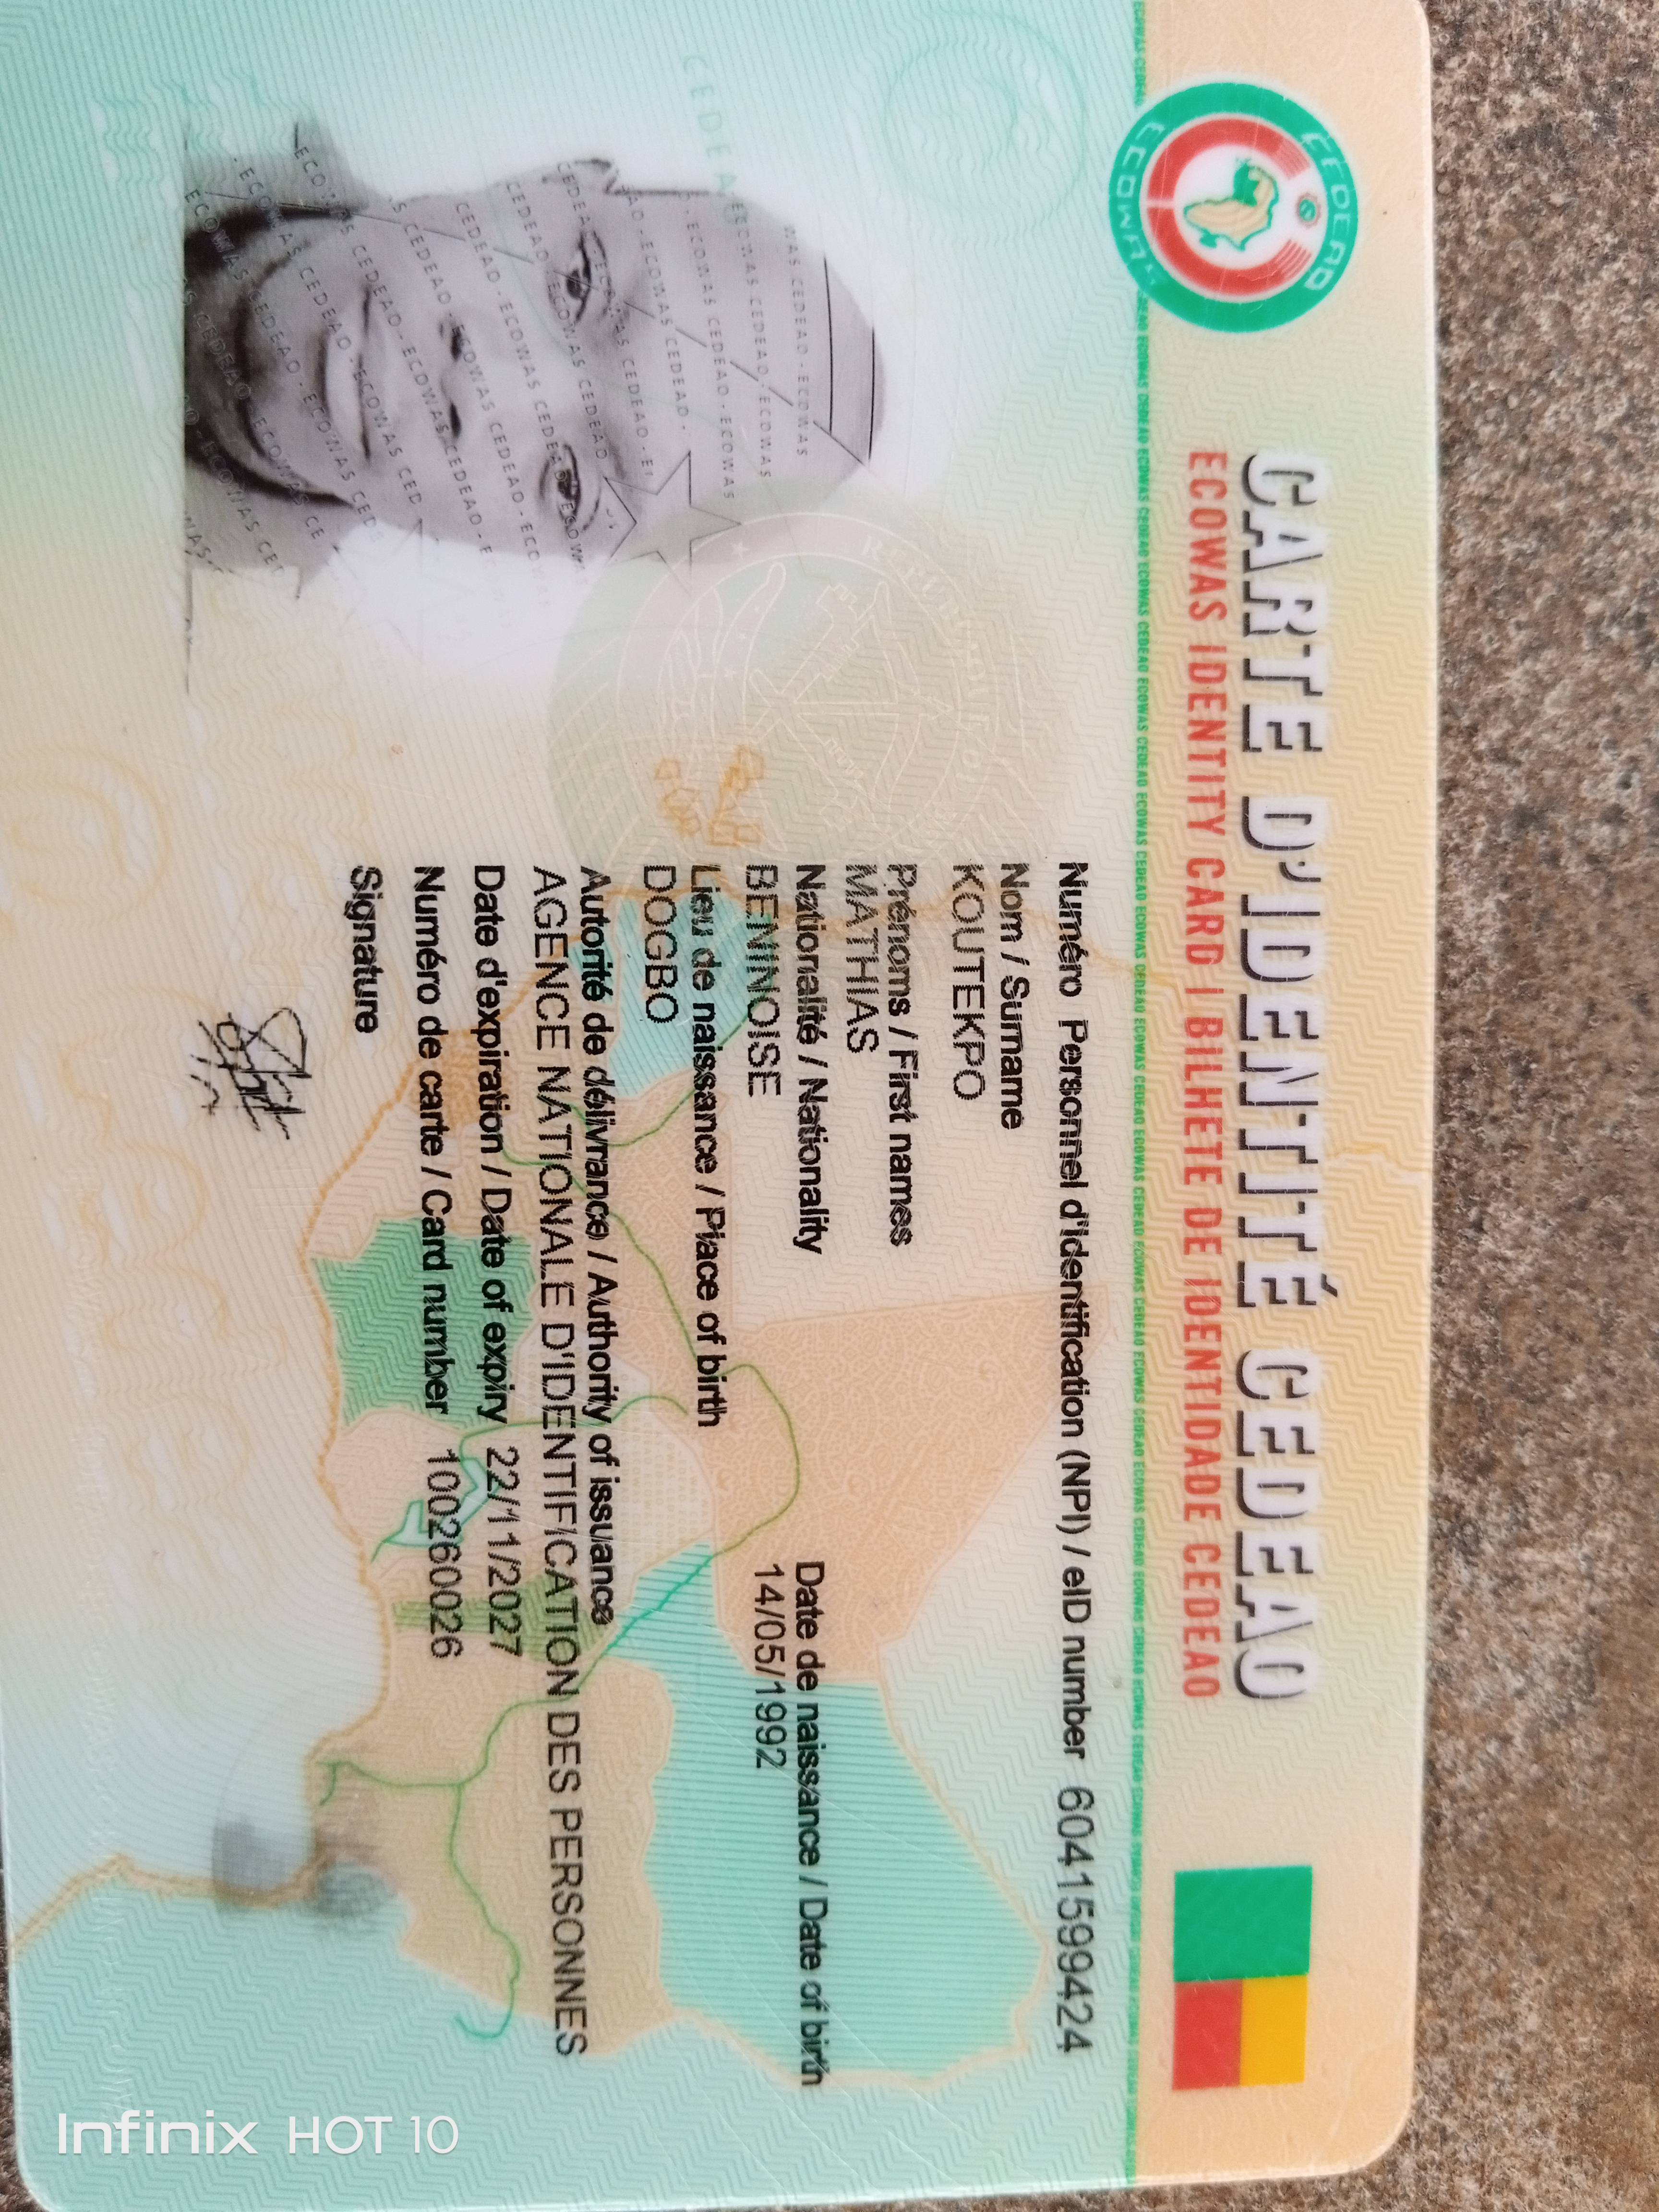 CARTE D'IDENTITÉ CEDEAO
ECOWAS IDENTITY CARD | BILHETE DE IDENTIDADE CEDEAO
CEDEAO
ECOWAS
Numéro Personnel d'identification (NPI) / eID number 6041599424
Nom / Surname
KOUTEKPO
Prénoms / First names
MATHIAS
Nationalité / Nationality
BENINOISE
Date de naissance / Date of birth
14/05/1992
Lieu de naissance / Place of birth
DOGBO
Autorité de délivrance / Authority of issuance
AGENCE NATIONALE D'IDENTIFICATION DES PERSONNES
Date d'expiration / Date of expiry 22/11/2027
Numéro de carte / Card number 100260026
Signature
Infinix HOT 10